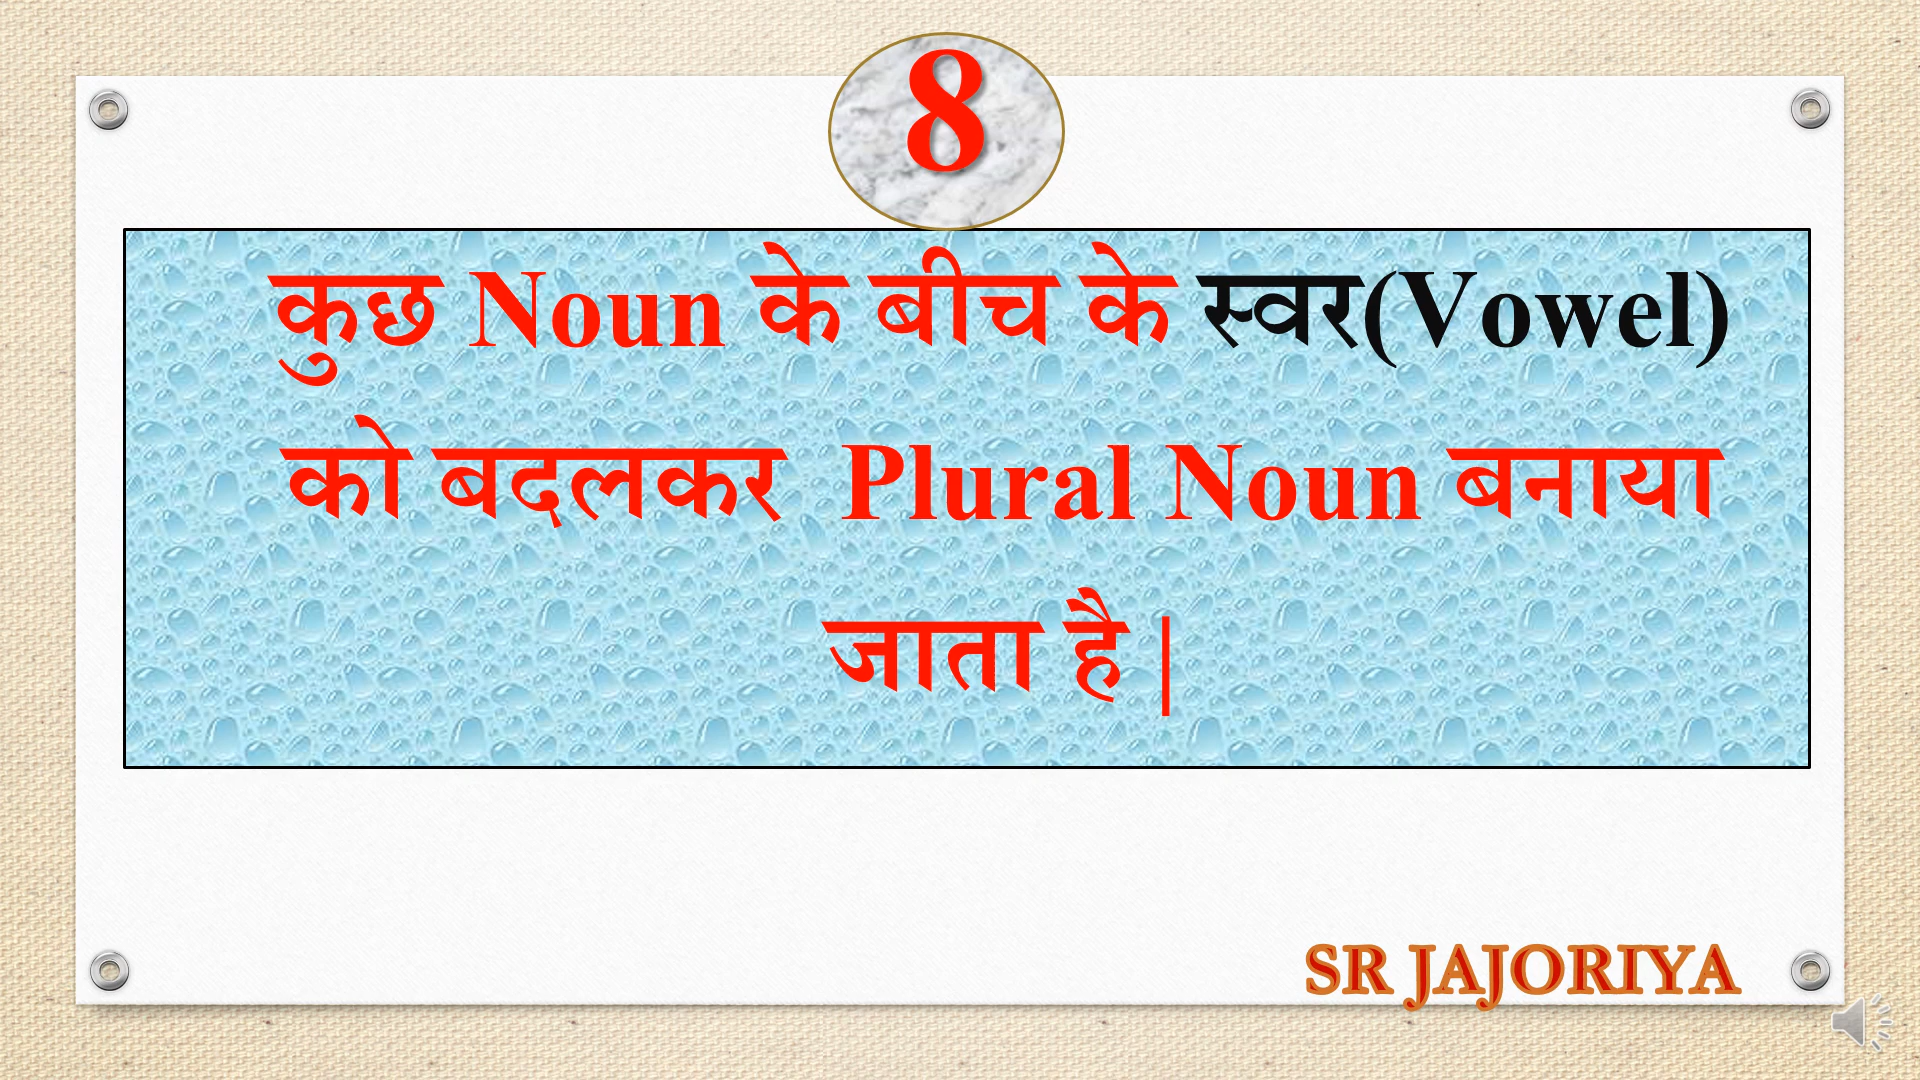 8
कुछ Noun के बीच के स्वर(Vowel)
को बदलकर Plural Noun बनाया
जाता है |
SR JAJORIYA